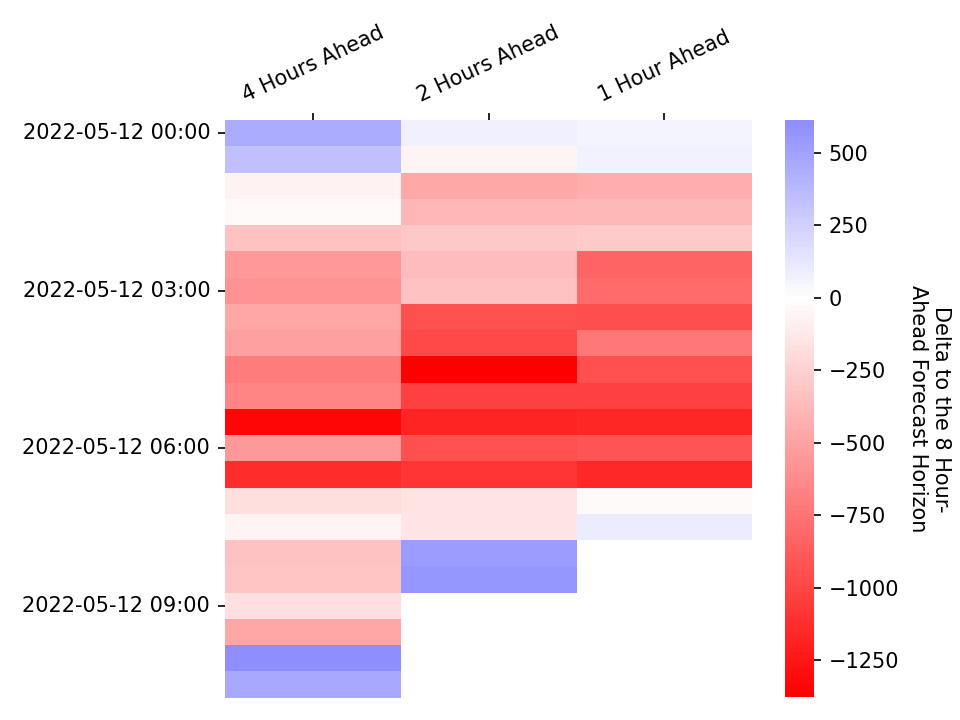 4 Hours Ahead
2 Hours Ahead
1 Hour Ahead
2022-05-12 00:00
2022-05-12 03:00
2022-05-12 06:00
2022-05-12 09:00
500
250
0
−250
−500
−750
−1000
−1250
Delta to the 8 Hour-
Ahead Forecast Horizon